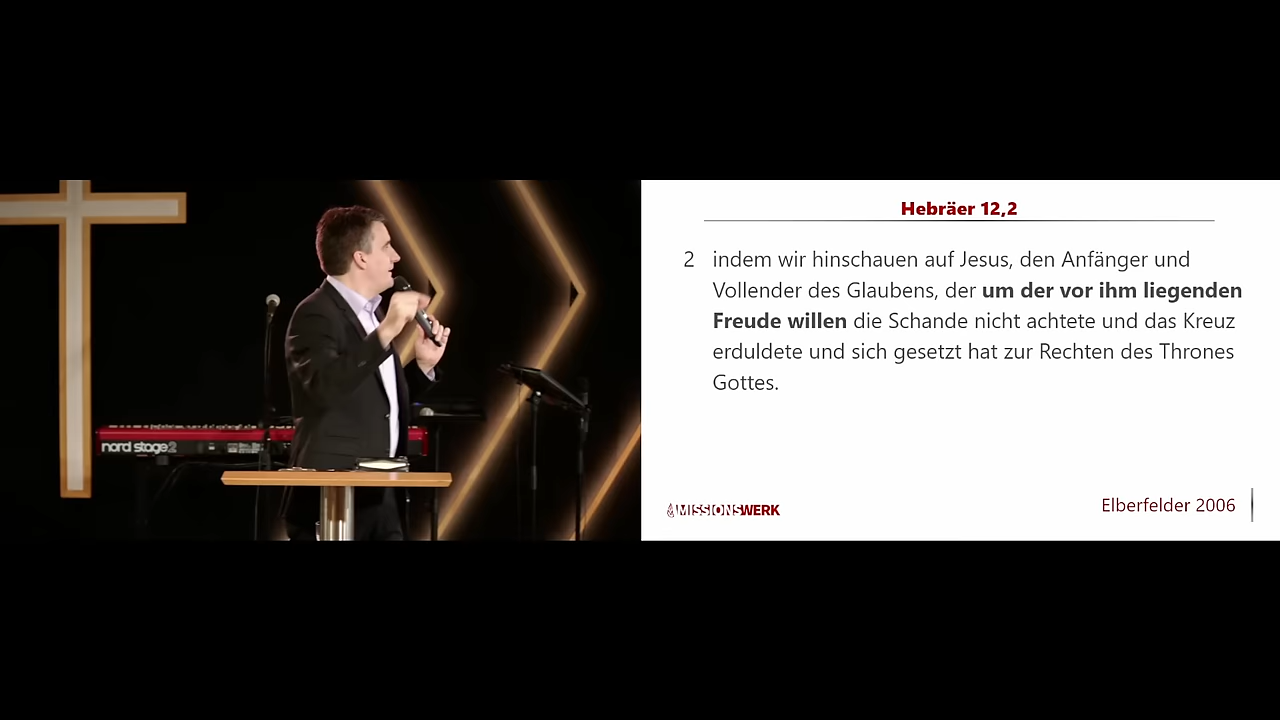 Hebräer 12,2
2 indem wir hinschauen auf Jesus, den Anfänger und
Vollender des Glaubens, der um der vor ihm liegenden
Freude willen die Schande nicht achtete und das Kreuz
erduldete und sich gesetzt hat zur Rechten des Thrones
Gottes.
MISSIONSWERK
Elberfelder 2006
nord stage 2